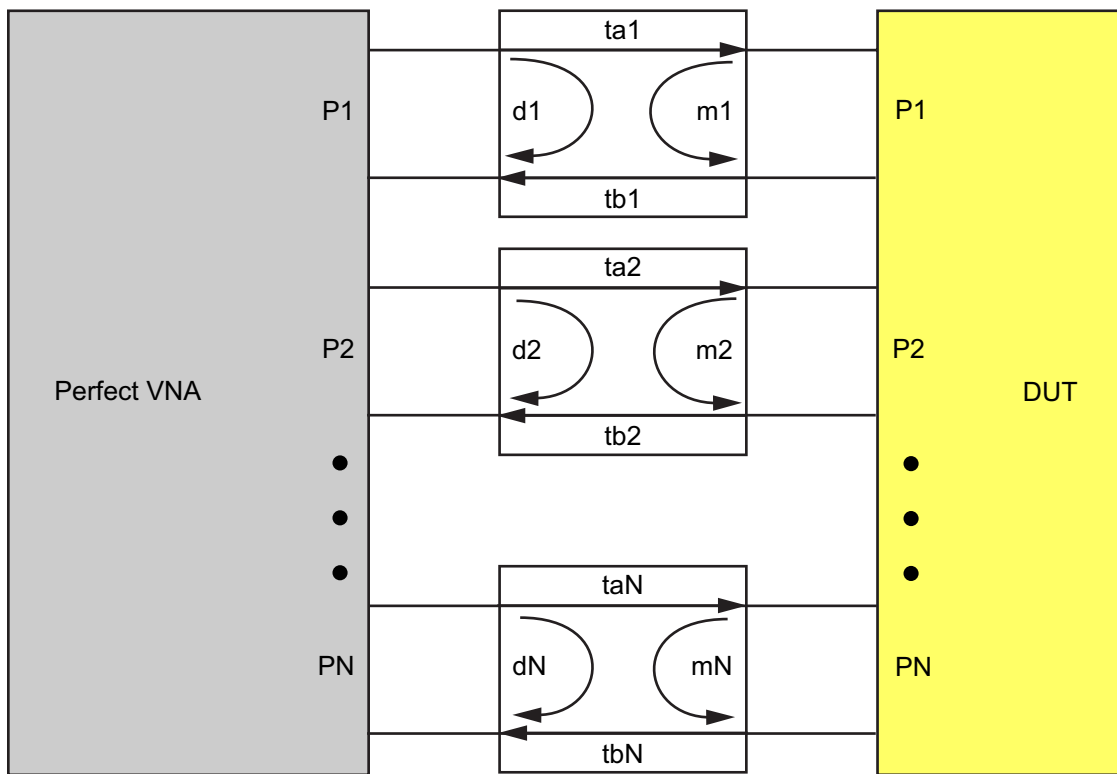 ta1
P1
d1
m1
P1
tb1
ta2
P2
d2
m2
P2
Perfect VNA
DUT
tb2
taN
PN
dN
mN
PN
tbN